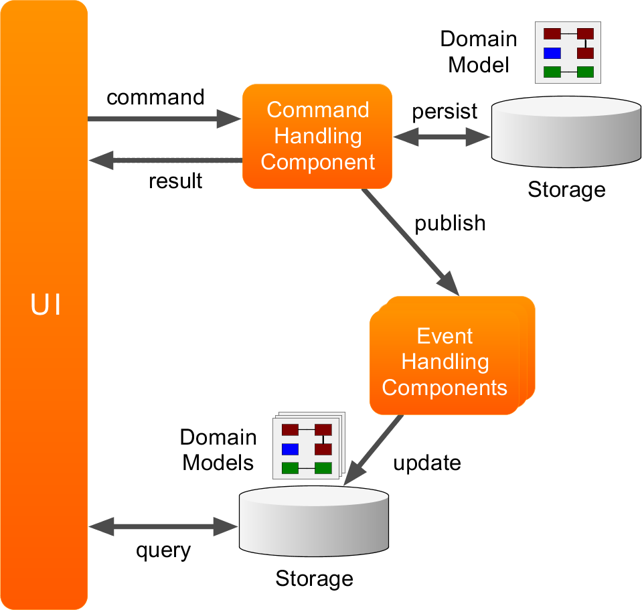 Domain
Model
command
Command
Handling
Component
persist
result
Storage
publish
UI
Event
Handling
Components
Domain
Models
update
query
Storage